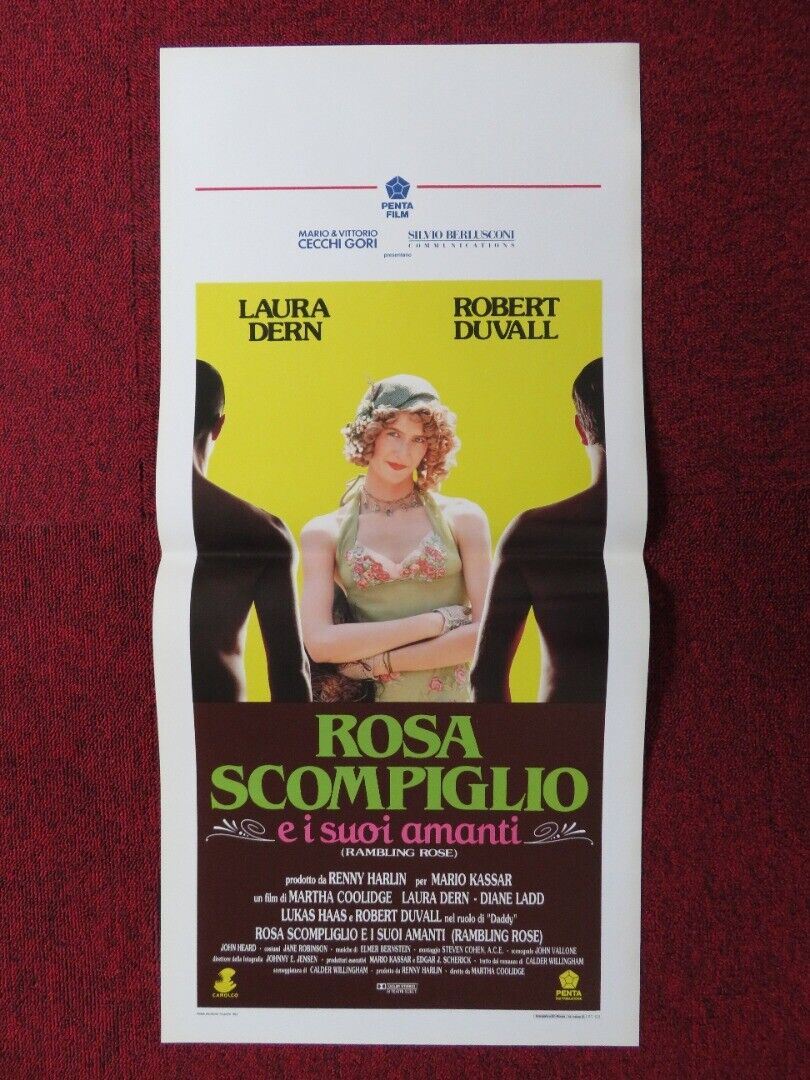 PENTA
FILM
MARIO & VITTORIO
CECCHI GORI
SILVIO BERLUSCONI
COMMUNICATIONS
presentano
LAURA
DERN
ROBERT
DUVALL
ROSA
SCOMPIGLIO
e i suoi amanti
(RAMBLING ROSE)
prodotto da RENNY HARLIN per MARIO KASSAR
un film di MARTHA COOLIDGE LAURA DERN - DIANE LADD
LUKAS HAAS e ROBERT DUVALL nel ruolo di "Daddy"
ROSA SCOMPIGLIO E I SUOI AMANTI (RAMBLING ROSE)
JOHN HEARD - costumi JANE ROBINSON - musiche di ELMER BERNSTEIN - montaggio STEVEN COHEN, A.C.E. - scenografie JOHN VALLONE
direttore della fotografia JOHNNY E. JENSEN - produttori esecutivi MARIO KASSAR e EDGAR J. SCHERICK - tratto dal romanzo di CALDER WILLINGHAM
sceneggiatura di CALDER WILLINGHAM - prodotto da RENNY HARLIN - diretto da MARTHA COOLIDGE
CAROLCO
DOLBY STEREO
PENTA
DISTRIBUZIONE